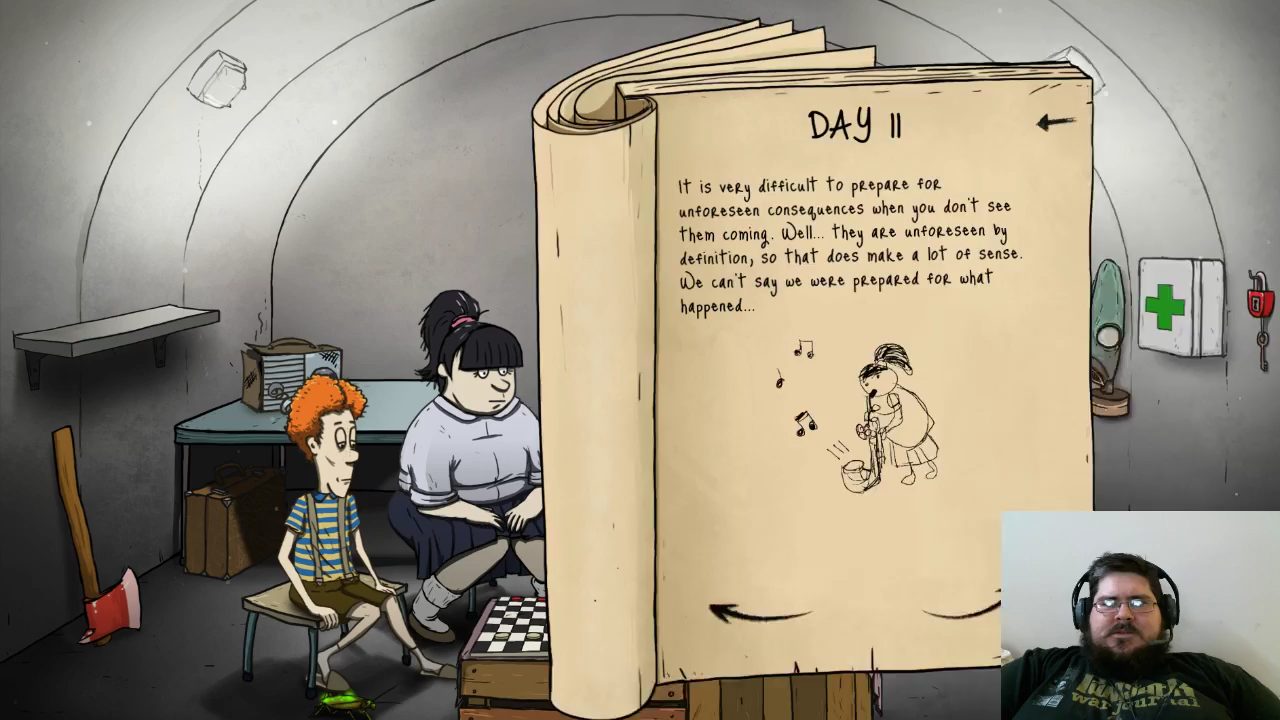 DAY 11
It is very difficult to prepare for
unforeseen consequences when you don't see
them coming. Well... they are unforeseen by
definition, so that does make a lot of sense.
We can't say we were prepared for what
happened...
war journal